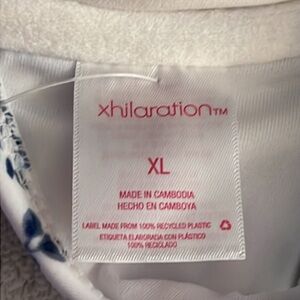 xhilaration™
XL
MADE IN CAMBODIA
HECHO EN CAMBOYA
LABEL MADE FROM 100% RECYCLED PLASTIC
ETIQUETA ELABORADA CON PLÁSTICO
100% RECICLADO